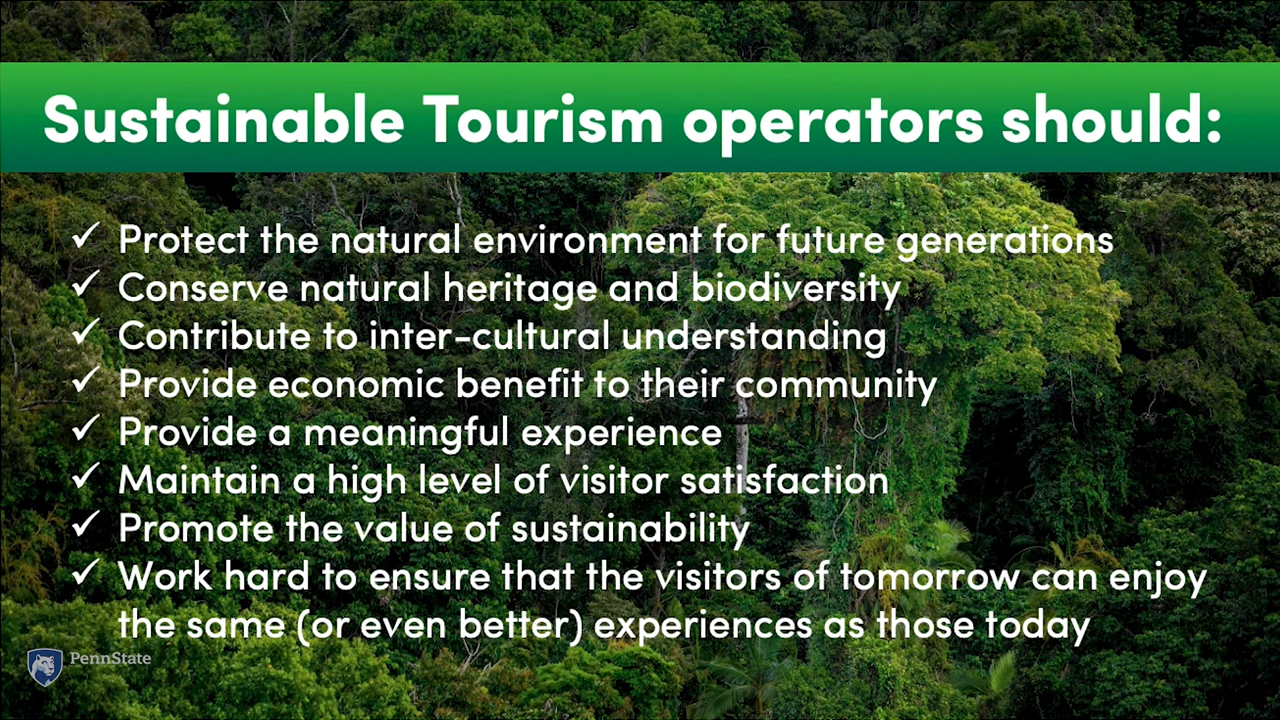 Sustainable Tourism operators should:
✓ Protect the natural environment for future generations
✓ Conserve natural heritage and biodiversity
✓ Contribute to inter-cultural understanding
✓ Provide economic benefit to their community
✓ Provide a meaningful experience
✓ Maintain a high level of visitor satisfaction
✓ Promote the value of sustainability
✓ Work hard to ensure that the visitors of tomorrow can enjoy
the same (or even better) experiences as those today
PennState